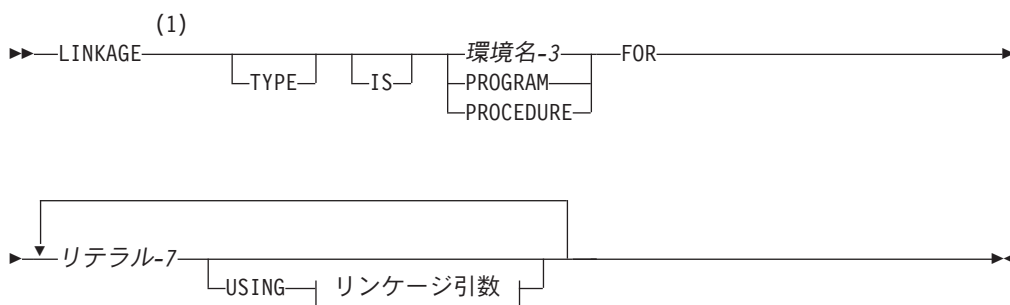 (1)
LINKAGE TYPE IS 環境名-3 FOR
PROGRAM
PROCEDURE
リテラル-7
USING リンケージ引数